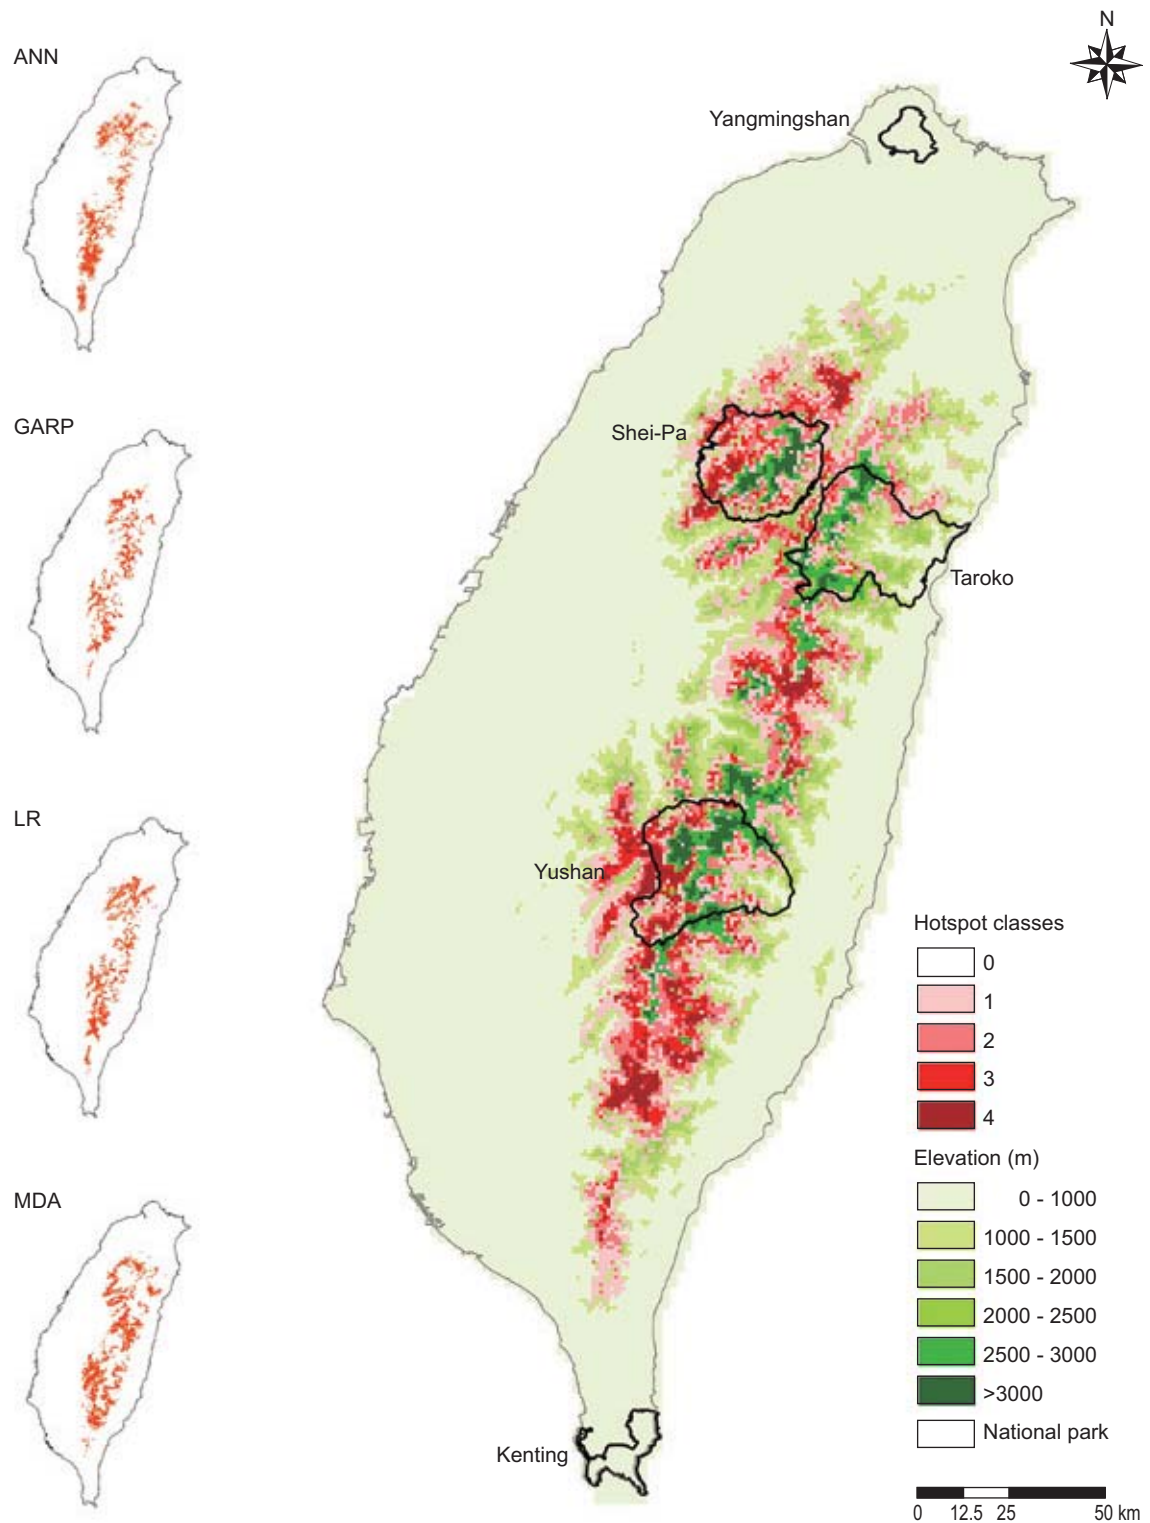 N
ANN
Yangmingshan
GARP
Shei-Pa
Taroko
LR
Yushan
Hotspot classes
0
1
2
3
4
Elevation (m)
0 - 1000
1000 - 1500
1500 - 2000
2000 - 2500
2500 - 3000
>3000
National park
MDA
Kenting
0 12.5 25 50 km